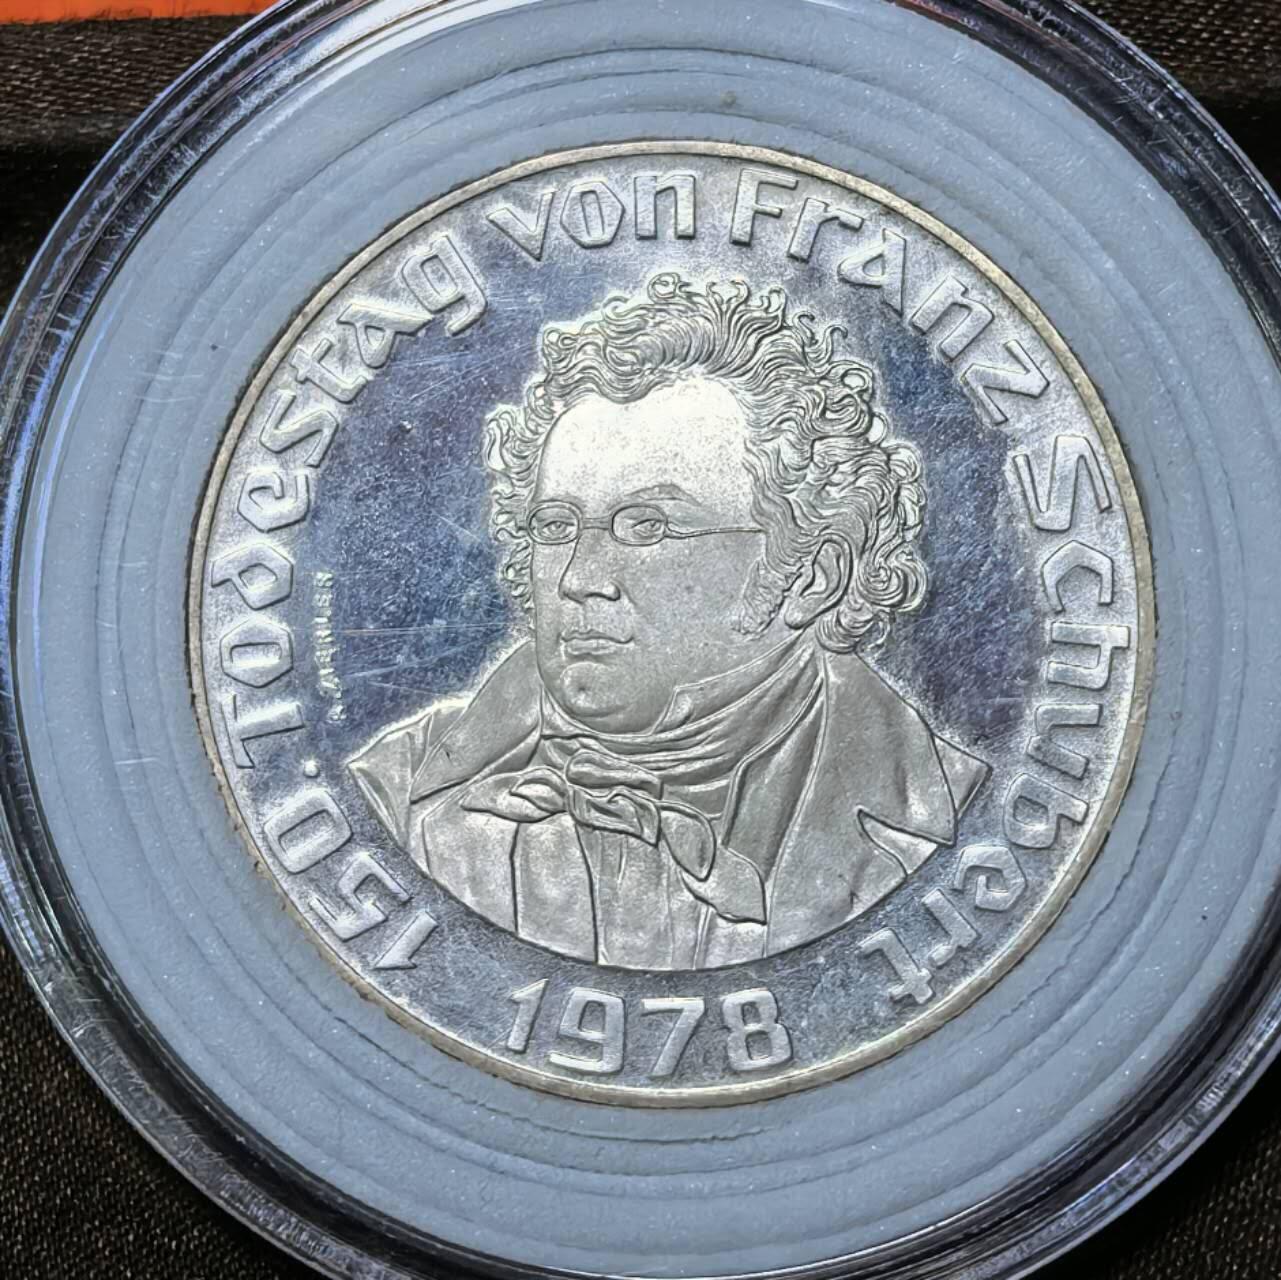 150. Todestag von Franz Schubert
1978